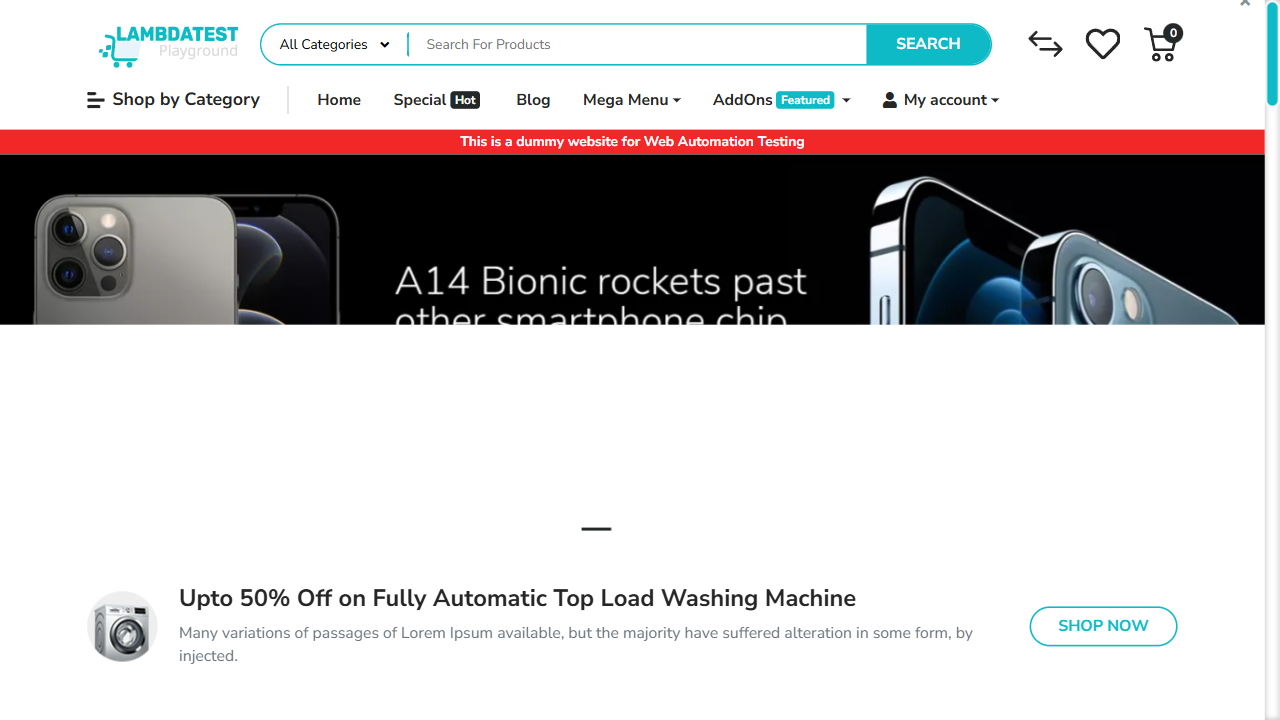 LAMBDATEST
Playground
All Categories
Search For Products
SEARCH
0
Shop by Category
Home
Special Hot
Blog
Mega Menu
AddOns Featured
My account
This is a dummy website for Web Automation Testing
A14 Bionic rockets past
other smartphone chip
Upto 50% Off on Fully Automatic Top Load Washing Machine
Many variations of passages of Lorem Ipsum available, but the majority have suffered alteration in some form, by
injected.
SHOP NOW